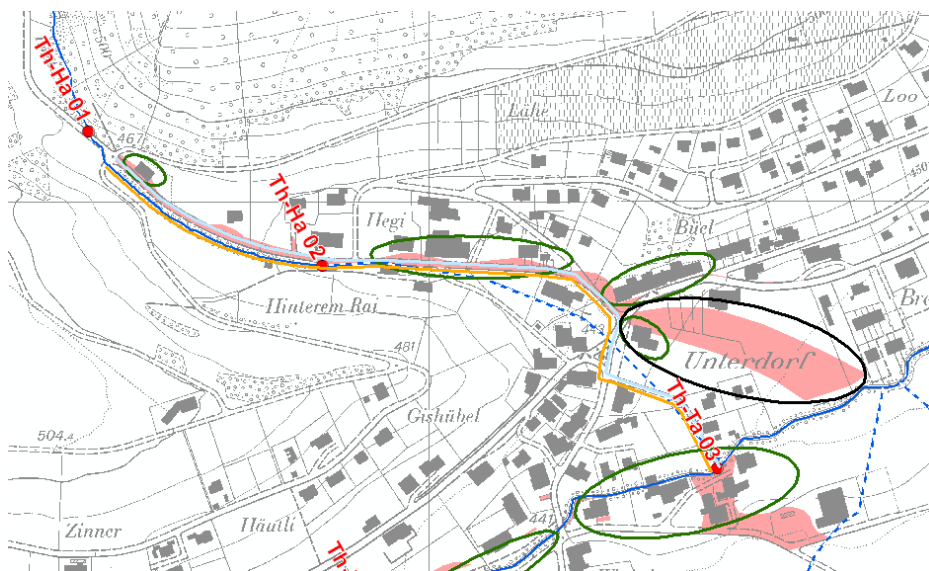 Th-Ha 01
467
Lähe
Loo
Th-Ha 02
Hegi
Büel
Hinterem Rai
481
Unterdorf
Th-Ta 03
Gishübel
504.4
Zinner
Häutli
441